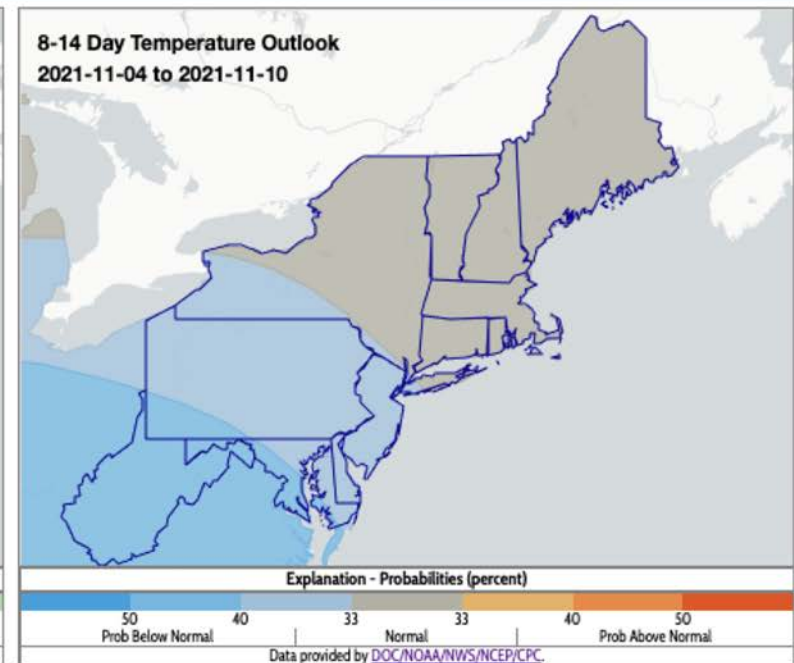 8-14 Day Temperature Outlook
2021-11-04 to 2021-11-10
Explanation - Probabilities (percent)
50 40 33 33 40 50
Prob Below Normal Normal Prob Above Normal
Data provided by DOC/NOAA/NWS/NCEP/CPC.